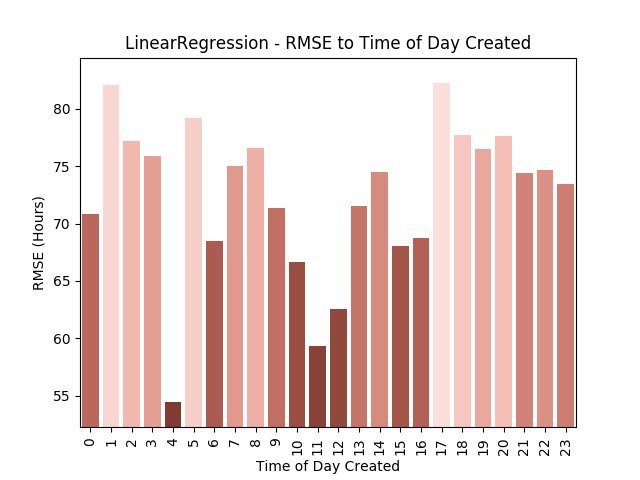 LinearRegression - RMSE to Time of Day Created
80
75
70
65
60
55
RMSE (Hours)
0 1 2 3 4 5 6 7 8 9 10 11 12 13 14 15 16 17 18 19 20 21 22 23
Time of Day Created